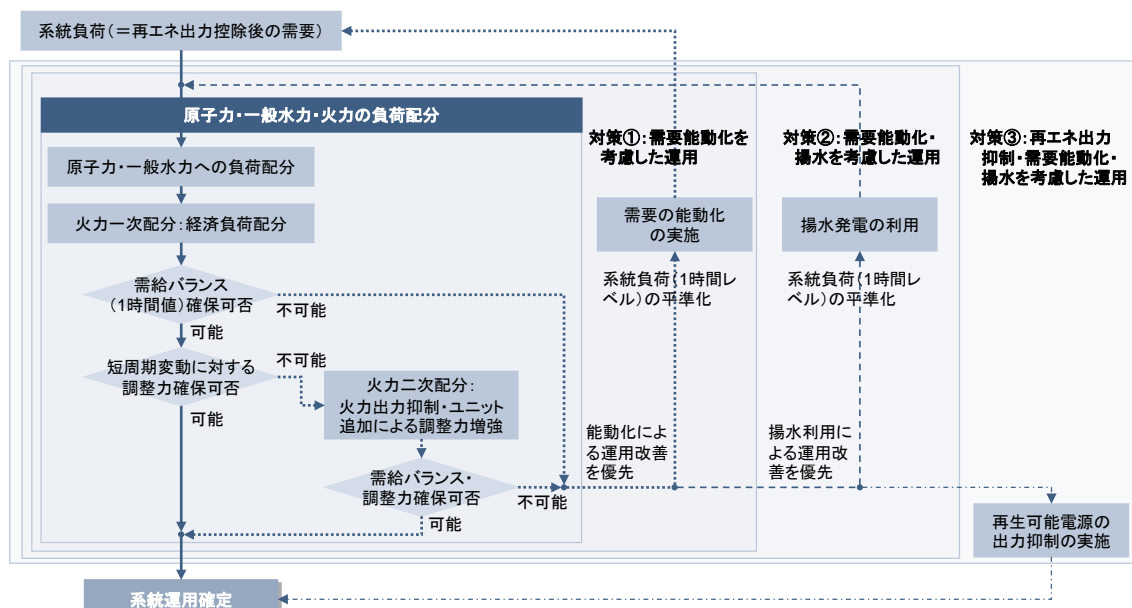 系統負荷(＝再エネ出力控除後の需要)
原子力・一般水力・火力の負荷配分
対策①：需要能動化を
考慮した運用
対策②：需要能動化・
揚水を考慮した運用
対策③：再エネ出力
抑制・需要能動化・
揚水を考慮した運用
原子力・一般水力への負荷配分
火力一次配分：経済負荷配分
需要の能動化
の実施
揚水発電の利用
系統負荷(1時間レ
ベル)の平準化
系統負荷(1時間レ
ベル)の平準化
需給バランス
(1時間値)確保可否
不可能
可能
短周期変動に対する
調整力確保可否
不可能
可能
火力二次配分：
火力出力抑制・ユニット
追加による調整力増強
能動化によ
る運用改善
を優先
揚水利用に
よる運用改
善を優先
需給バランス・
調整力確保可否
不可能
可能
再生可能電源の
出力抑制の実施
系統運用確定